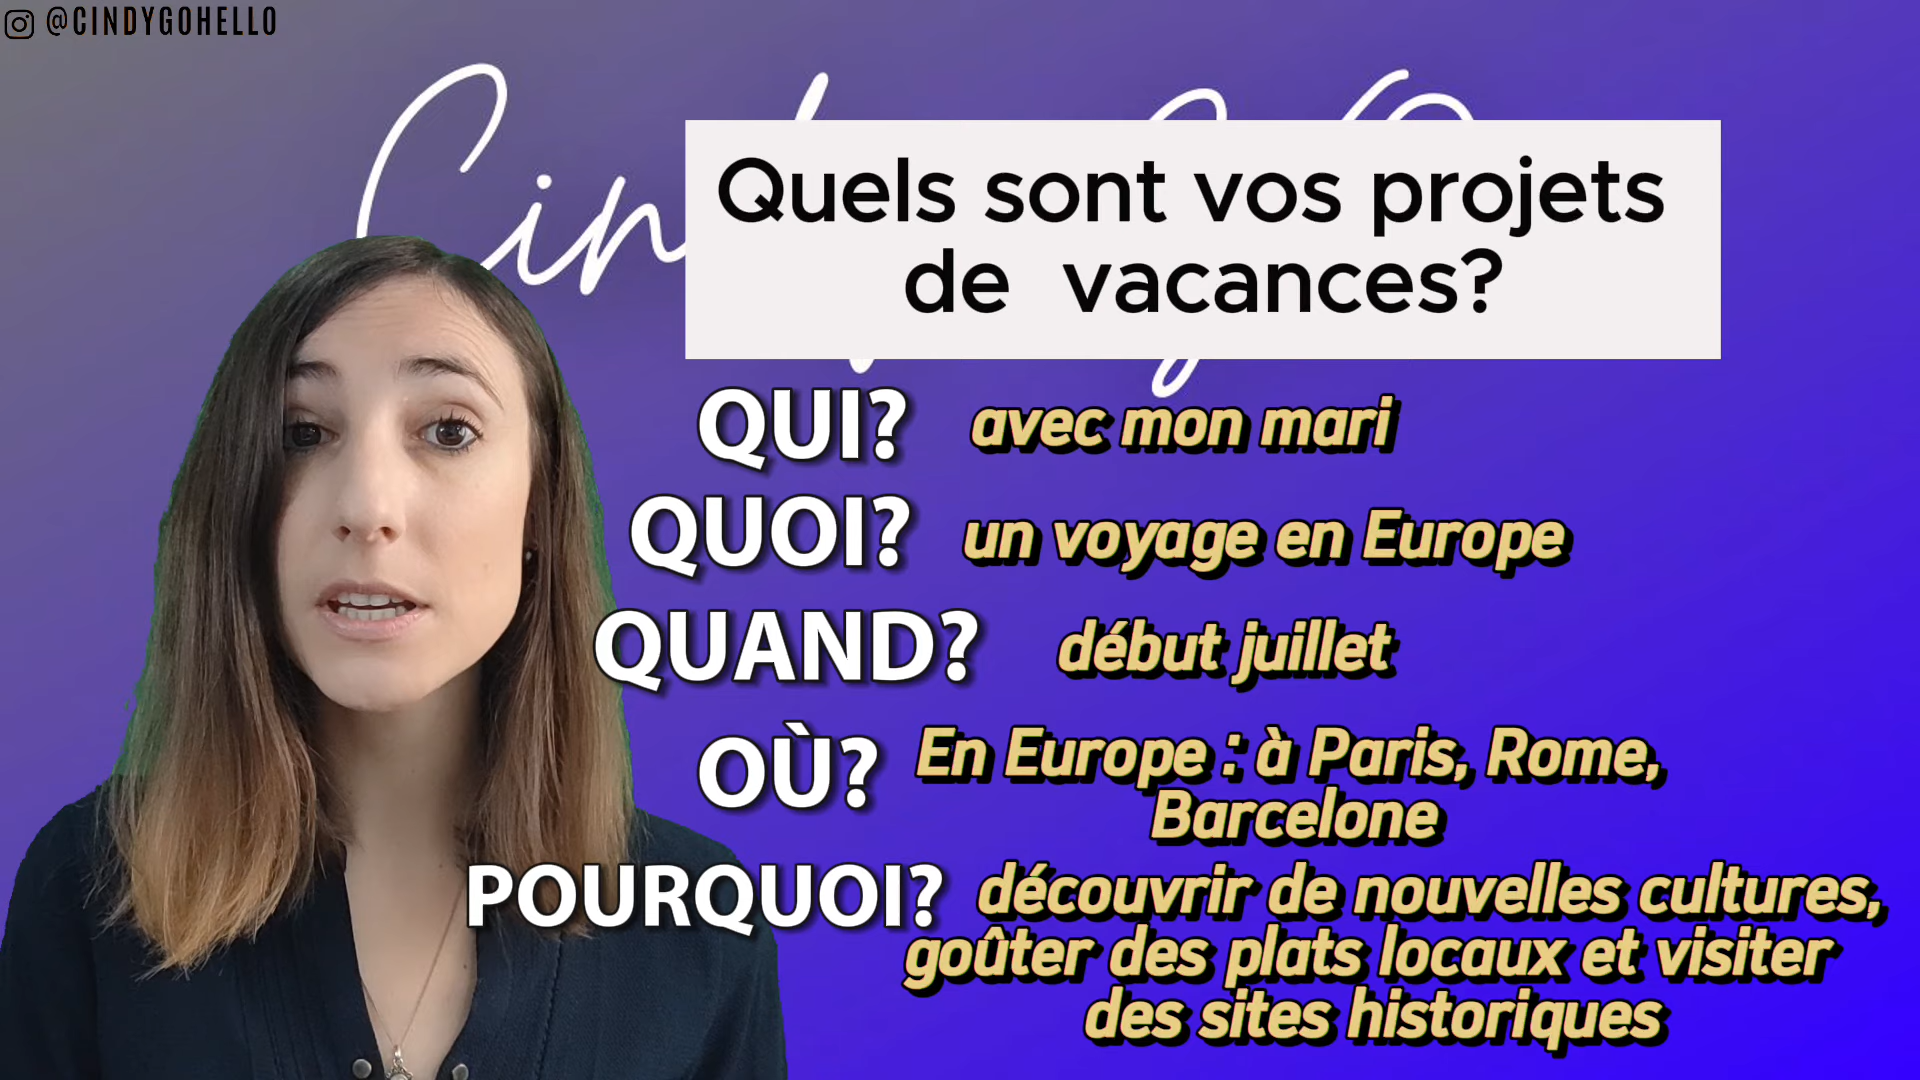 @CINDYGOHELLO
Quels sont vos projets
de vacances?
QUI? avec mon mari
QUOI? un voyage en Europe
QUAND? début juillet
OÙ? En Europe : à Paris, Rome,
Barcelone
POURQUOI? découvrir de nouvelles cultures,
goûter des plats locaux et visiter
des sites historiques